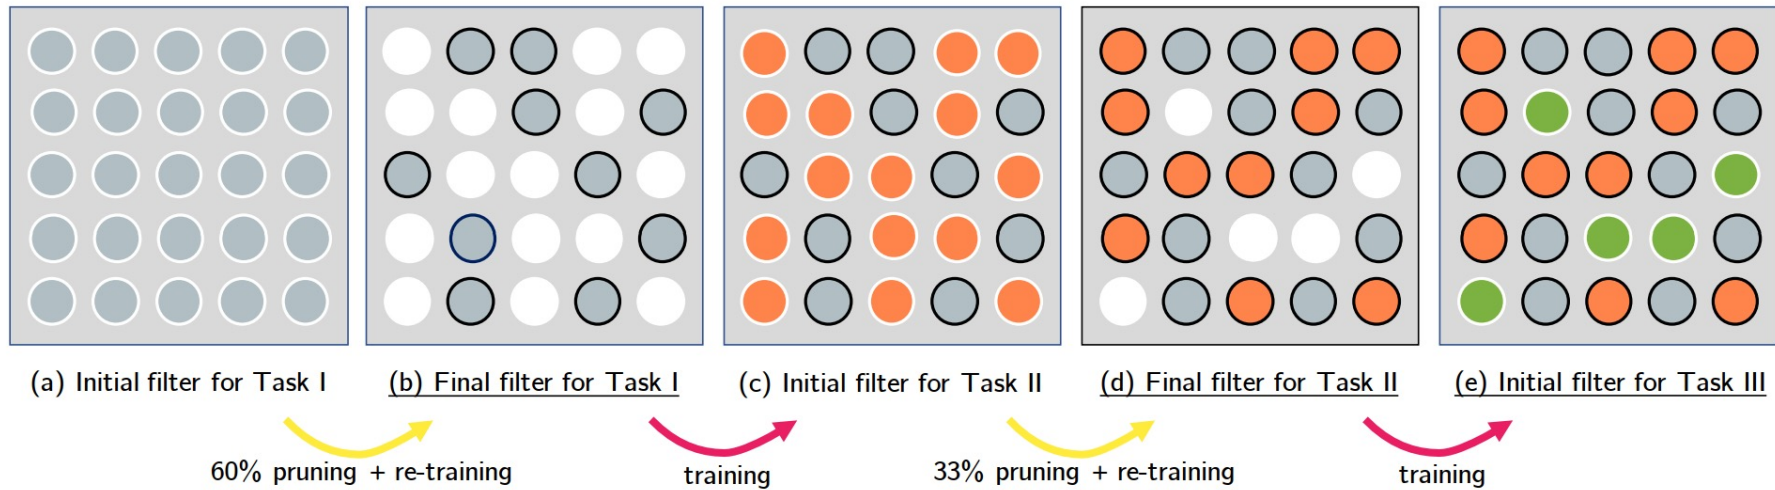 (a) Initial filter for Task I
(b) Final filter for Task I
(c) Initial filter for Task II
(d) Final filter for Task II
(e) Initial filter for Task III
60% pruning + re-training
training
33% pruning + re-training
training